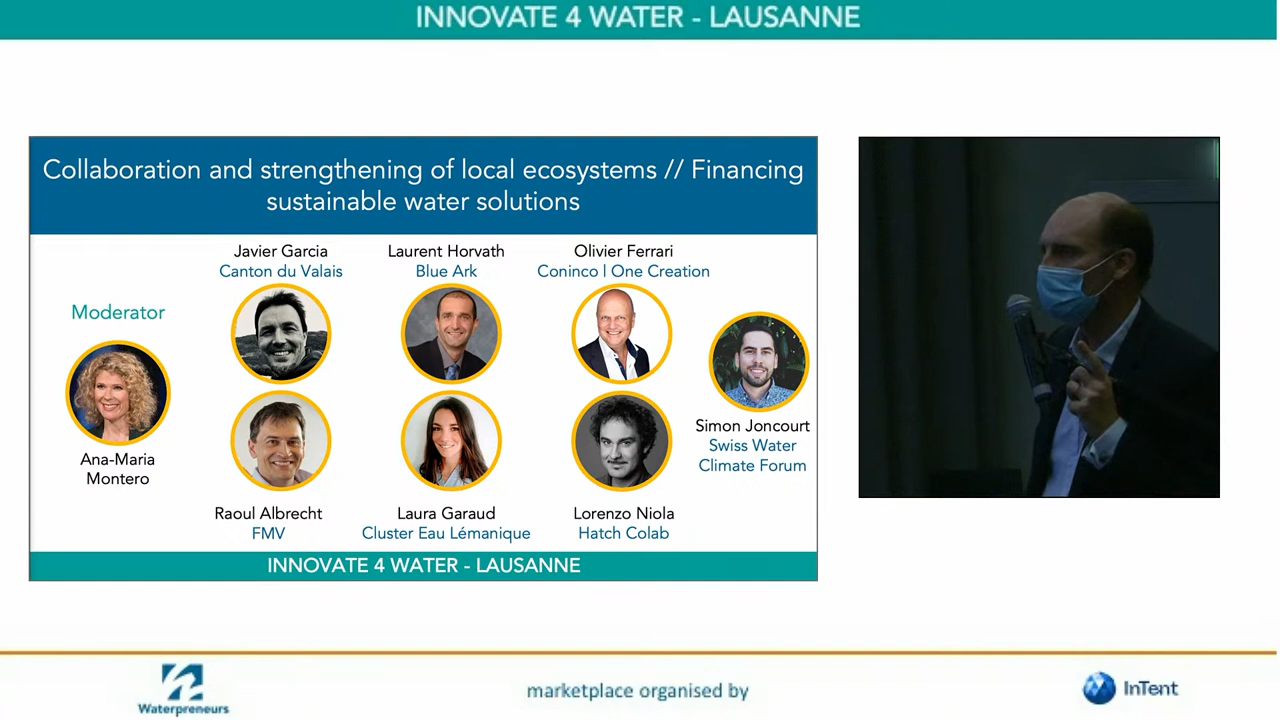 INNOVATE 4 WATER - LAUSANNE
Collaboration and strengthening of local ecosystems // Financing
sustainable water solutions
Moderator
Ana-Maria
Montero
Javier Garcia
Canton du Valais
Laurent Horvath
Blue Ark
Olivier Ferrari
Coninco | One Creation
Raoul Albrecht
FMV
Laura Garaud
Cluster Eau Lémanique
Lorenzo Niola
Hatch Colab
Simon Joncourt
Swiss Water
Climate Forum
INNOVATE 4 WATER - LAUSANNE
Waterpreneurs
marketplace organised by
InTent